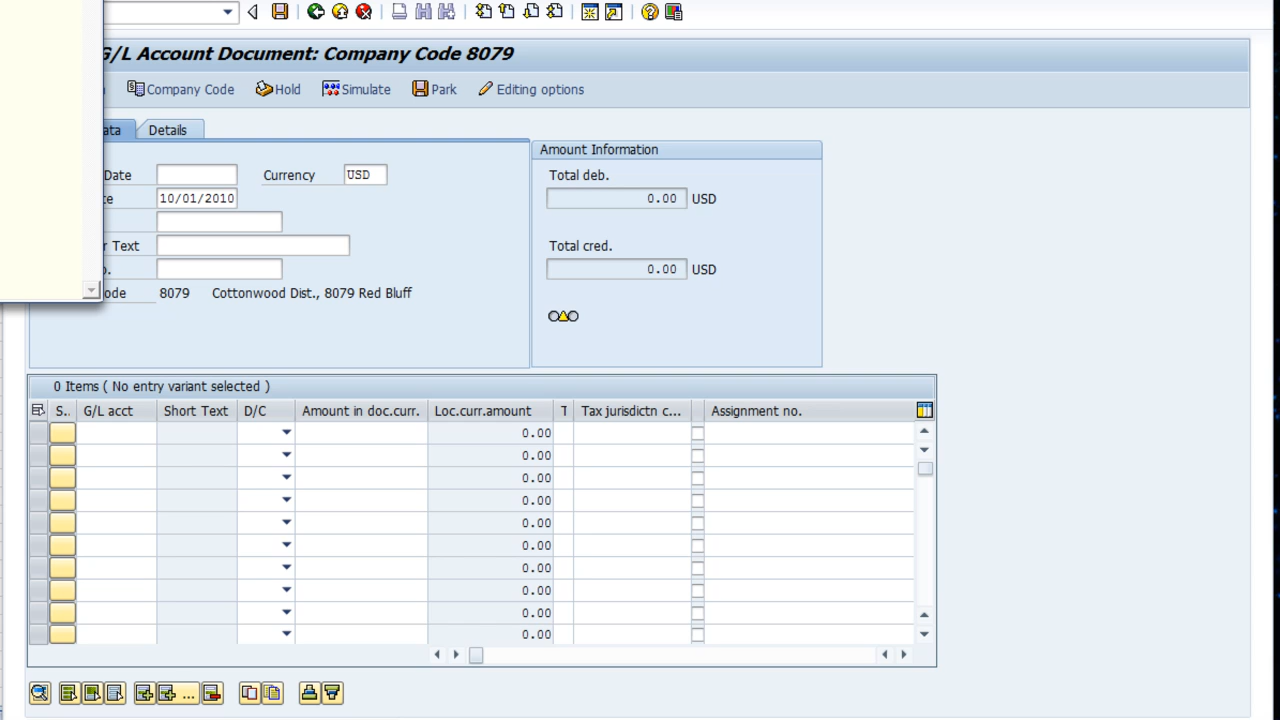 G/L Account Document: Company Code 8079
Company Code Hold Simulate Park Editing options
Details
Date Currency USD
10/01/2010
Text
8079 Cottonwood Dist., 8079 Red Bluff
Amount Information
Total deb.
0.00 USD
Total cred.
0.00 USD
0 Items ( No entry variant selected )
S.. G/L acct Short Text D/C Amount in doc.curr. Loc.curr.amount T Tax jurisdictn c... Assignment no.
0.00
0.00
0.00
0.00
0.00
0.00
0.00
0.00
0.00
0.00
...